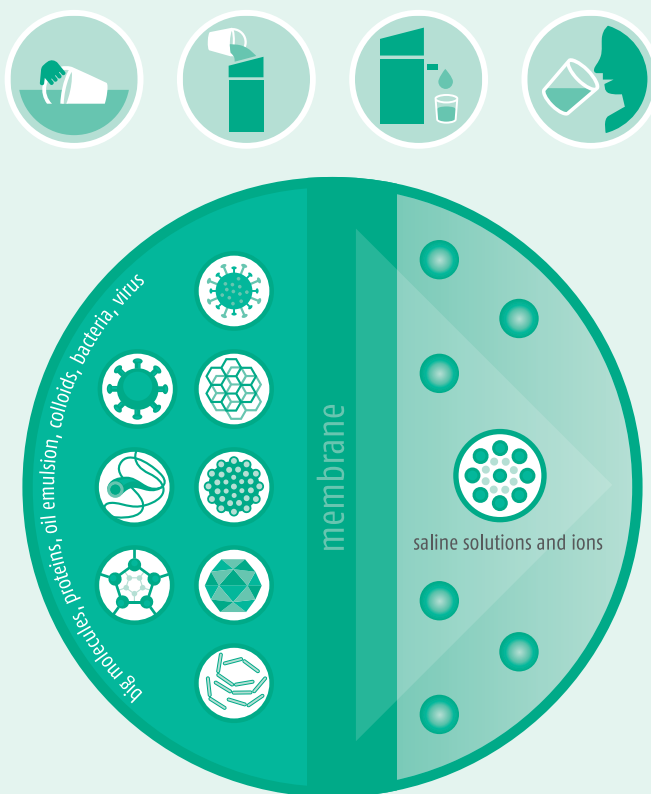 big molecules, proteins, oil emulsion, colloids, bacteria, virus
membrane
saline solutions and ions